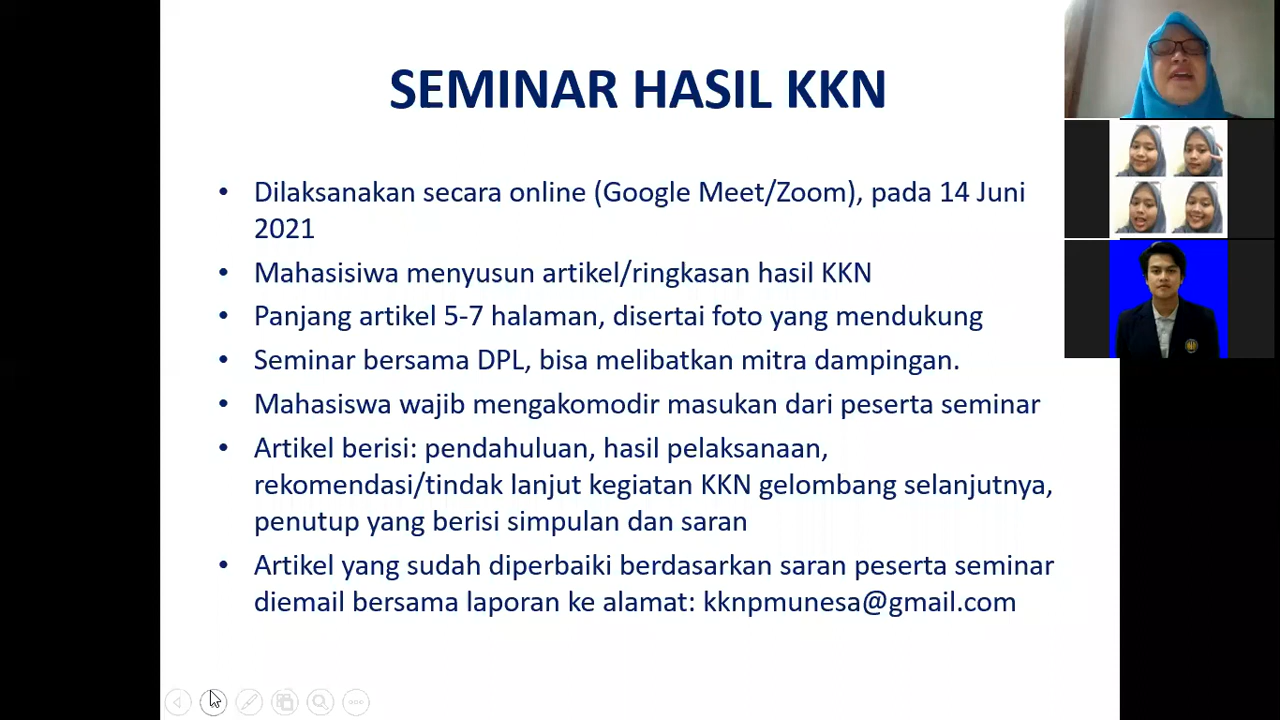 SEMINAR HASIL KKN
• Dilaksanakan secara online (Google Meet/Zoom), pada 14 Juni
2021
• Mahasisiwa menyusun artikel/ringkasan hasil KKN
• Panjang artikel 5-7 halaman, disertai foto yang mendukung
• Seminar bersama DPL, bisa melibatkan mitra dampingan.
• Mahasiswa wajib mengakomodir masukan dari peserta seminar
• Artikel berisi: pendahuluan, hasil pelaksanaan,
rekomendasi/tindak lanjut kegiatan KKN gelombang selanjutnya,
penutup yang berisi simpulan dan saran
• Artikel yang sudah diperbaiki berdasarkan saran peserta seminar
diemail bersama laporan ke alamat: kknpmunesa@gmail.com